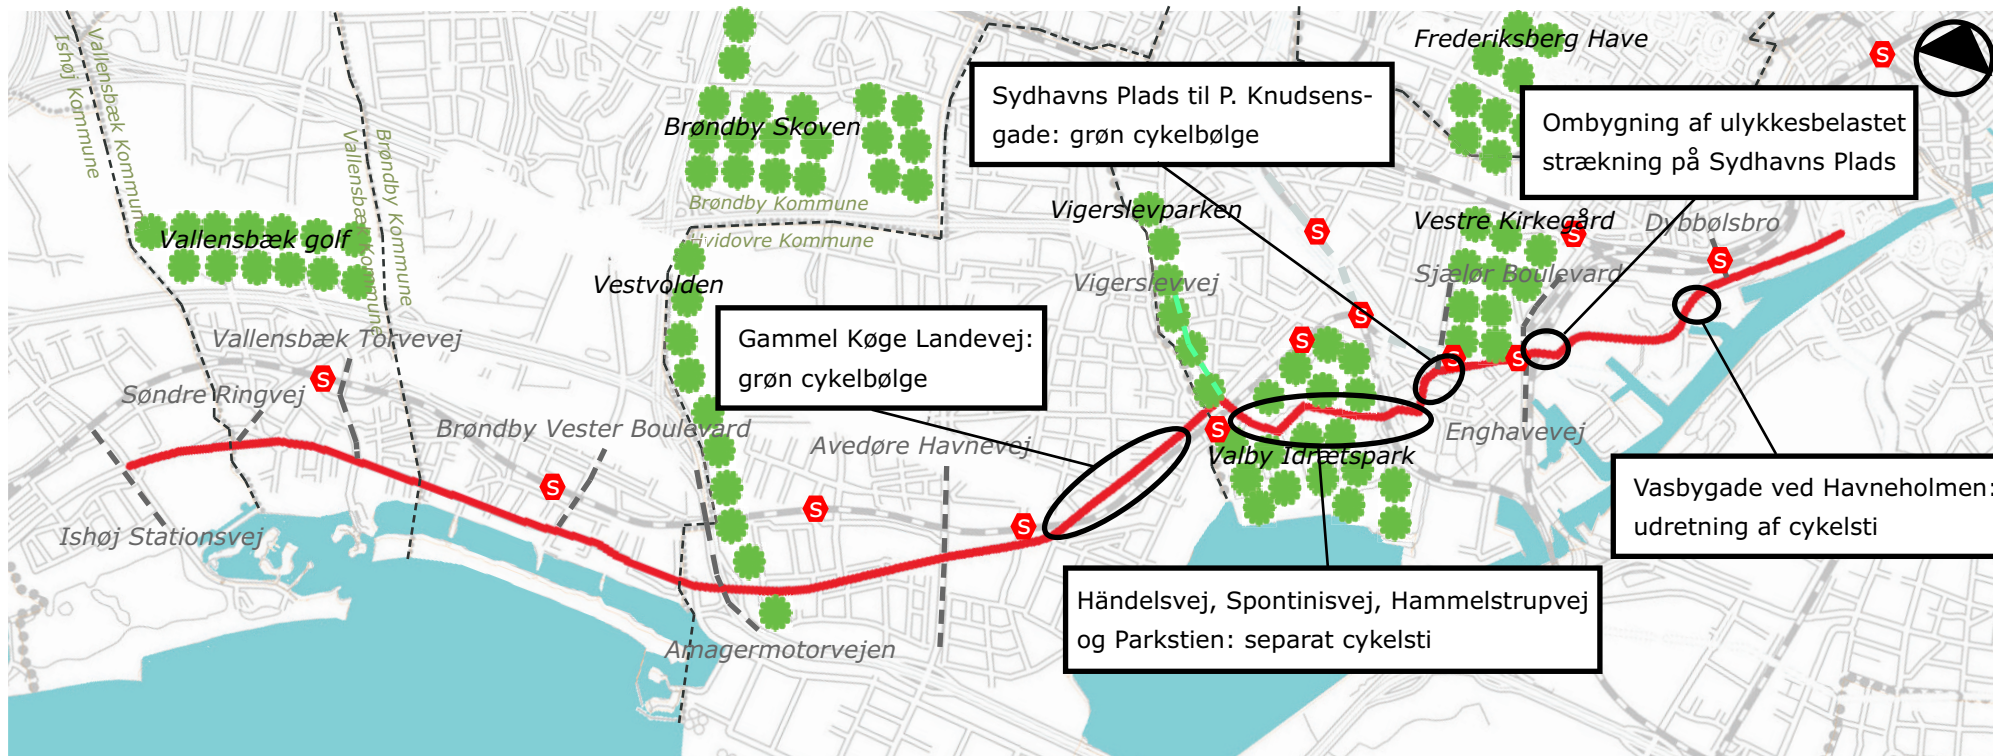 Vallensbæk Kommune
Ishøj Kommune
Brøndby Kommune
Vallensbæk Kommune
Frederiksberg Have
S
Sydhavns Plads til P. Knudsens-
gade: grøn cykelbølge
Ombygning af ulykkesbelastet
strækning på Sydhavns Plads
Brøndby Skoven
Brøndby Kommune
Hvidovre Kommune
Vallensbæk golf
Vestvolden
Vigerslevparken
Vigerslevvej
S
Vestre Kirkegård
S
Dybbølsbro
S
Sjælør Boulevard
Gammel Køge Landevej:
grøn cykelbølge
S
S
S
S
Vallensbæk Torvevej
S
Søndre Ringvej
Brøndby Vester Boulevard
Avedøre Havnevej
S
Valby Idrætspark
Enghavevej
S
S
S
Ishøj Stationsvej
Vasbygade ved Havneholmen:
udretning af cykelsti
Händelsvej, Spontinisvej, Hammelstrupvej
og Parkstien: separat cykelsti
Amagermotorvejen